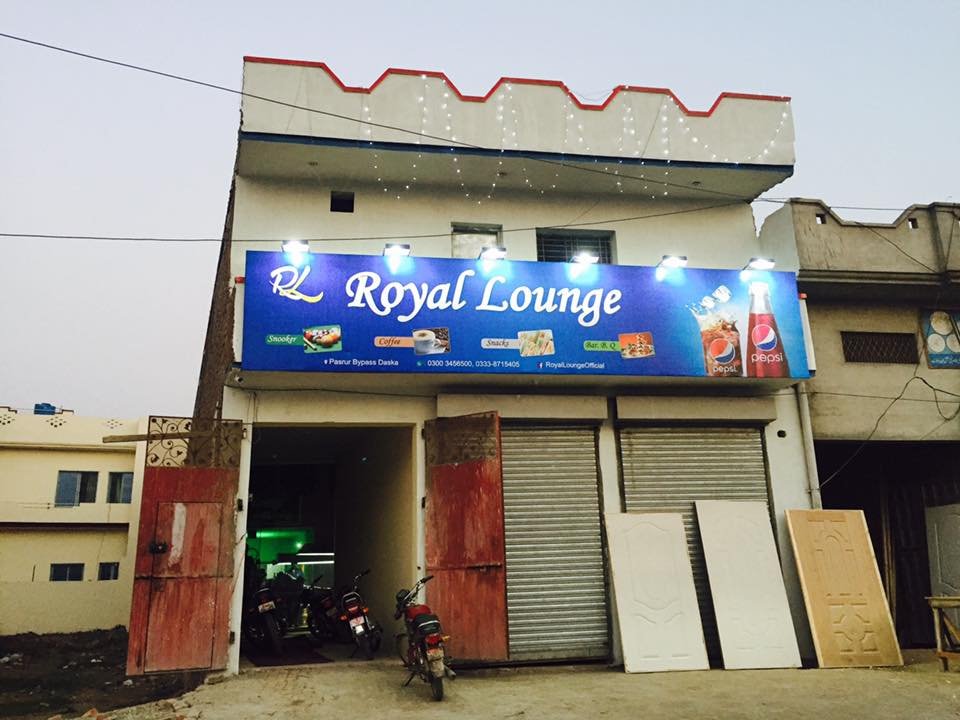 RL Royal Lounge
Snooker Coffee Snacks Bar. B. Q
Pasrur Bypass Daska 0300 3456500, 0333-8715405 RoyalLoungeOfficial
pepsi pepsi